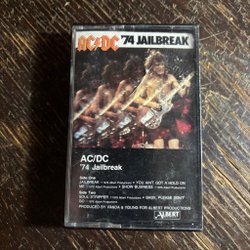 AC/DC '74 JAILBREAK
AC/DC
'74 Jailbreak
Side One
JAILBREAK YOU AIN'T GOT A HOLD ON
ME SHOW BUSINESS
Side Two
SOUL STRIPPER BABY, PLEASE DON'T
GO
PRODUCED BY VANDA & YOUNG FOR ALBERT PRODUCTIONS
ALBERT